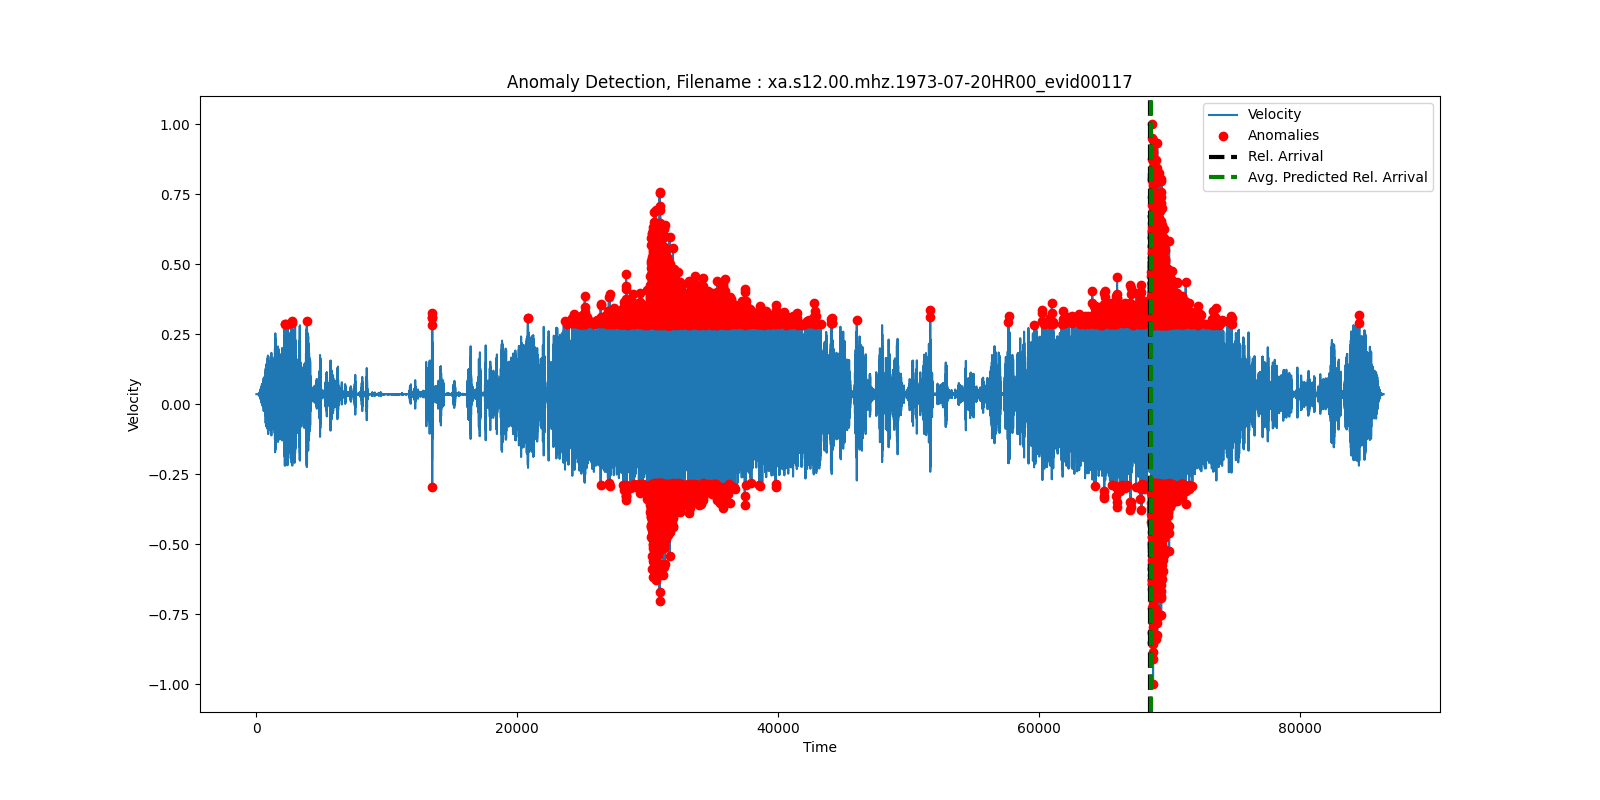 Anomaly Detection, Filename : xa.s12.00.mhz.1973-07-20HR00_evid00117
Velocity
Anomalies
Rel. Arrival
Avg. Predicted Rel. Arrival
1.00
0.75
0.50
0.25
0.00
−0.25
−0.50
−0.75
−1.00
Velocity
0
20000
40000
60000
80000
Time